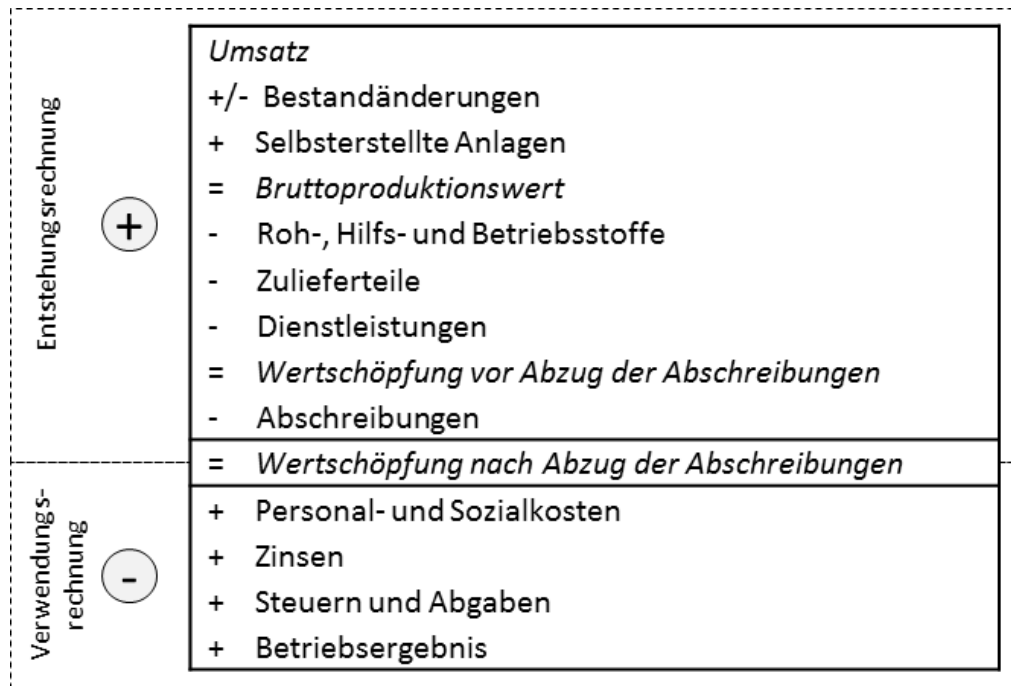 Entstehungsrechnung
+
Umsatz
+/- Bestandänderungen
+ Selbsterstellte Anlagen
= Bruttoproduktionswert
- Roh-, Hilfs- und Betriebsstoffe
- Zulieferteile
- Dienstleistungen
= Wertschöpfung vor Abzug der Abschreibungen
- Abschreibungen
= Wertschöpfung nach Abzug der Abschreibungen
Verwendungs-
rechnung
-
+ Personal- und Sozialkosten
+ Zinsen
+ Steuern und Abgaben
+ Betriebsergebnis